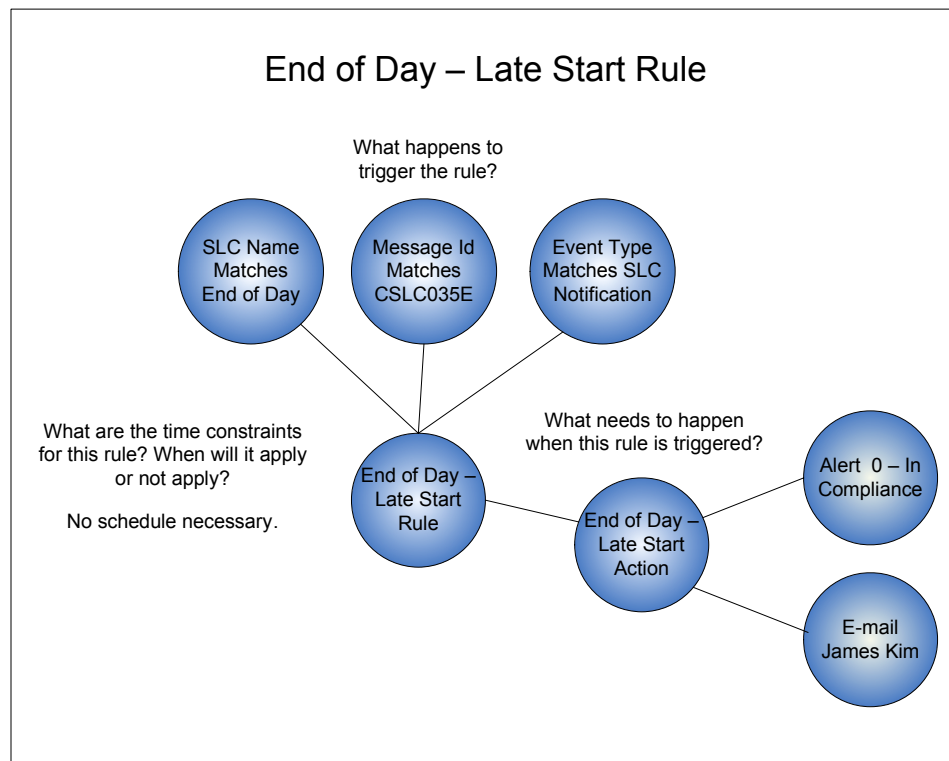 End of Day – Late Start Rule
What happens to
trigger the rule?
SLC Name
Matches
End of Day
Message Id
Matches
CSLC035E
Event Type
Matches SLC
Notification
What are the time constraints
for this rule? When will it apply
or not apply?
No schedule necessary.
End of Day –
Late Start
Rule
What needs to happen
when this rule is triggered?
End of Day –
Late Start
Action
Alert 0 – In
Compliance
E-mail
James Kim